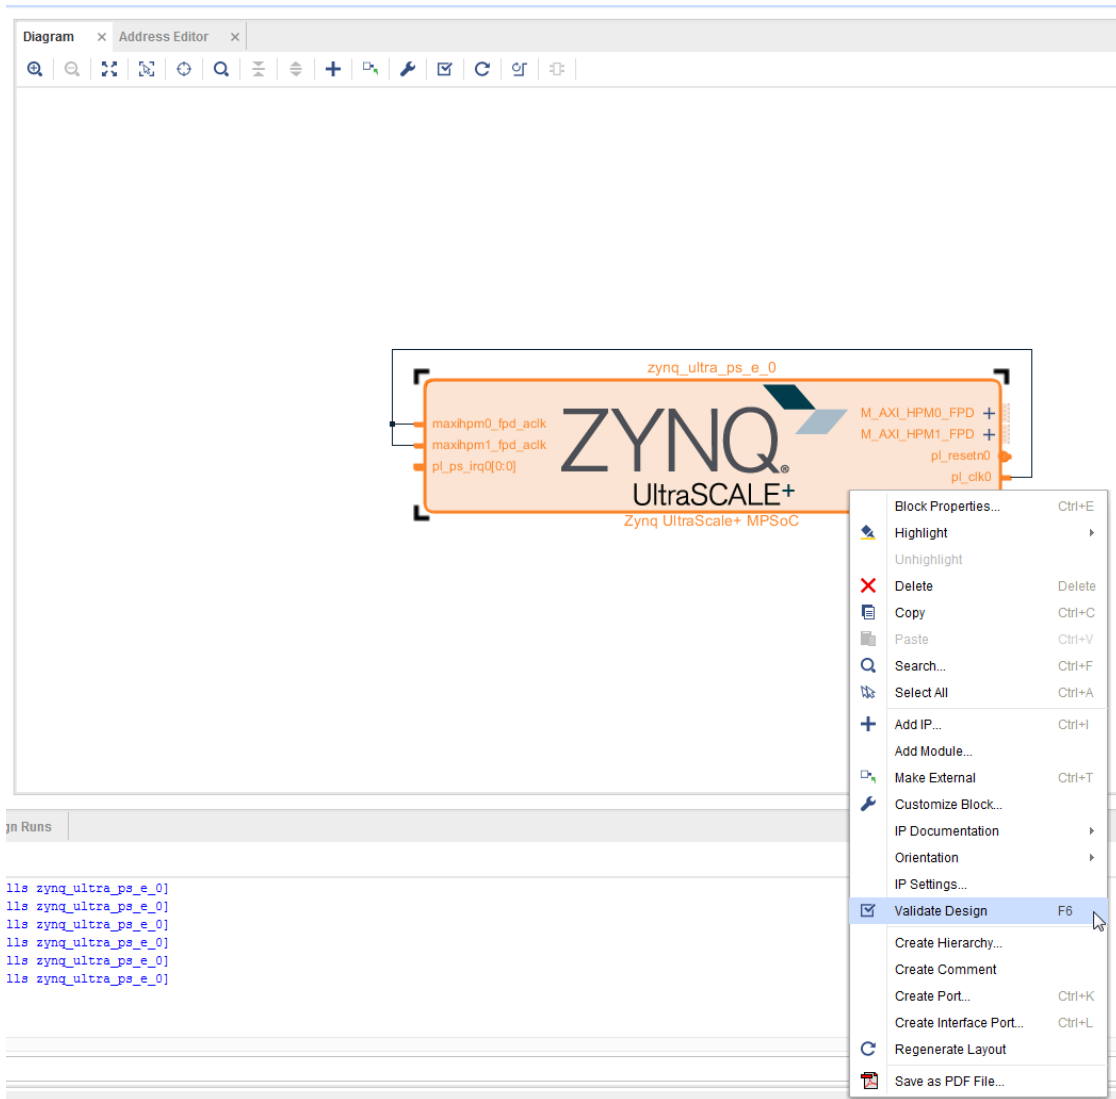 Diagram × Address Editor ×
zynq_ultra_ps_e_0
maxihpm0_fpd_aclk
maxihpm1_fpd_aclk
pl_ps_irq0[0:0]
ZYNQ®
UltraSCALE+
M_AXI_HPM0_FPD
M_AXI_HPM1_FPD
pl_resetn0
pl_clk0
Zynq UltraScale+ MPSoC
Block Properties... Ctrl+E
Highlight
Unhighlight
Delete Delete
Copy Ctrl+C
Paste Ctrl+V
Search... Ctrl+F
Select All Ctrl+A
Add IP... Ctrl+I
Add Module...
Make External Ctrl+T
Customize Block...
IP Documentation
Orientation
IP Settings...
Validate Design F6
Create Hierarchy...
Create Comment
Create Port... Ctrl+K
Create Interface Port... Ctrl+L
Regenerate Layout
Save as PDF File...
gn Runs
lls zynq_ultra_ps_e_0]
lls zynq_ultra_ps_e_0]
lls zynq_ultra_ps_e_0]
lls zynq_ultra_ps_e_0]
lls zynq_ultra_ps_e_0]
lls zynq_ultra_ps_e_0]